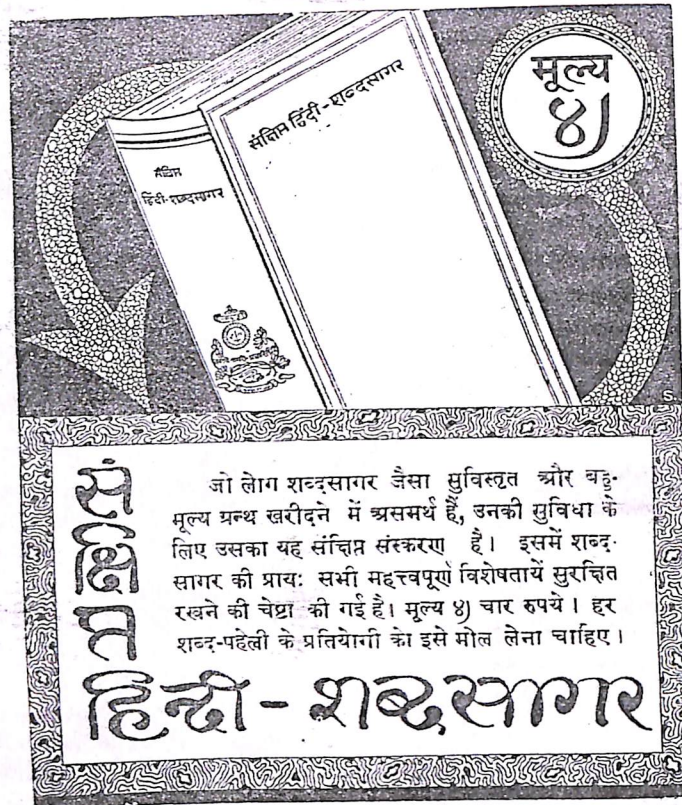 मूल्य
४)
संक्षिप्त हिंदी-शब्दसागर
संक्षिप्त
हिंदी-शब्दसागर
S.
संक्षिप्त
जो लोग शब्दसागर जैसा सुविस्तृत और बहु-
मूल्य ग्रन्थ खरीदने में असमर्थ हैं, उनकी सुविधा के
लिए उसका यह संक्षिप्त संस्करण है। इसमें शब्द-
सागर की प्रायः सभी महत्त्वपूर्ण विशेषतायें सुरक्षित
रखने की चेष्टा की गई है। मूल्य ४) चार रुपये। हर
शब्द-पहेली के प्रतियोगी को इसे मोल लेना चाहिए।
हिन्दी-शब्दसागर